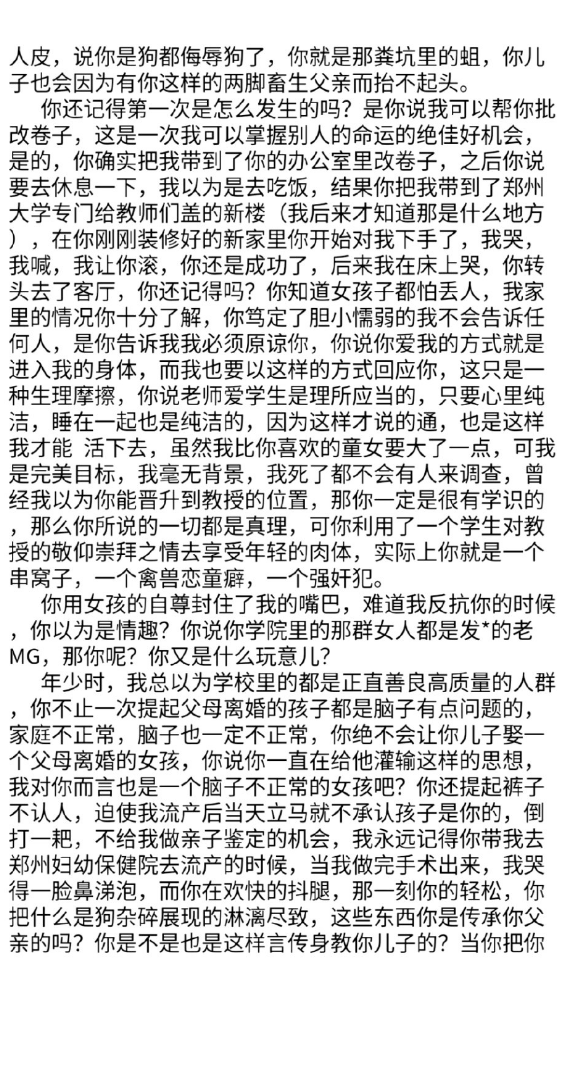 人皮，说你是狗都侮辱狗了，你就是那粪坑里的蛆，你儿
子也会因为有你这样的两脚畜生父亲而抬不起头。
你还记得第一次是怎么发生的吗？是你说我可以帮你批
改卷子，这是一次我可以掌握别人的命运的绝佳好机会，
是的，你确实把我带到了你的办公室里改卷子，之后你说
要去休息一下，我以为是去吃饭，结果你把我带到了郑州
大学专门给教师们盖的新楼（我后来才知道那是什么地方
），在你刚刚装修好的新家里你开始对我下手了，我哭，
我喊，我让你滚，你还是成功了，后来我在床上哭，你转
头去了客厅，你还记得吗？你知道女孩子都怕丢人，我家
里的情况你十分了解，你笃定了胆小懦弱的我不会告诉任
何人，是你告诉我我必须原谅你，你说你爱我的方式就是
进入我的身体，而我也要以这样的方式回应你，这只是一
种生理摩擦，你说老师爱学生是理所应当的，只要心里纯
洁，睡在一起也是纯洁的，因为这样才说的通，也是这样
我才能 活下去，虽然我比你喜欢的童女要大了一点，可我
是完美目标，我毫无背景，我死了都不会有人来调查，曾
经我以为你能晋升到教授的位置，那你一定是很有学识的
，那么你所说的一切都是真理，可你利用了一个学生对教
授的敬仰崇拜之情去享受年轻的肉体，实际上你就是一个
串窝子，一个禽兽恋童癖，一个强奸犯。
你用女孩的自尊封住了我的嘴巴，难道我反抗你的时候
，你以为是情趣？你说你学院里的那群女人都是发*的老
MG，那你呢？你又是什么玩意儿？
年少时，我总以为学校里的都是正直善良高质量的人群
，你不止一次提起父母离婚的孩子都是脑子有点问题的，
家庭不正常，脑子也一定不正常，你绝不会让你儿子娶一
个父母离婚的女孩，你说你一直在给他灌输这样的思想，
我对你而言也是一个脑子不正常的女孩吧？你还提起裤子
不认人，迫使我流产后当天立马就不承认孩子是你的，倒
打一耙，不给我做亲子鉴定的机会，我永远记得你带我去
郑州妇幼保健院去流产的时候，当我做完手术出来，我哭
得一脸鼻涕泡，而你在欢快的抖腿，那一刻你的轻松，你
把什么是狗杂碎展现的淋漓尽致，这些东西你是传承你父
亲的吗？你是不是也是这样言传身教你儿子的？当你把你